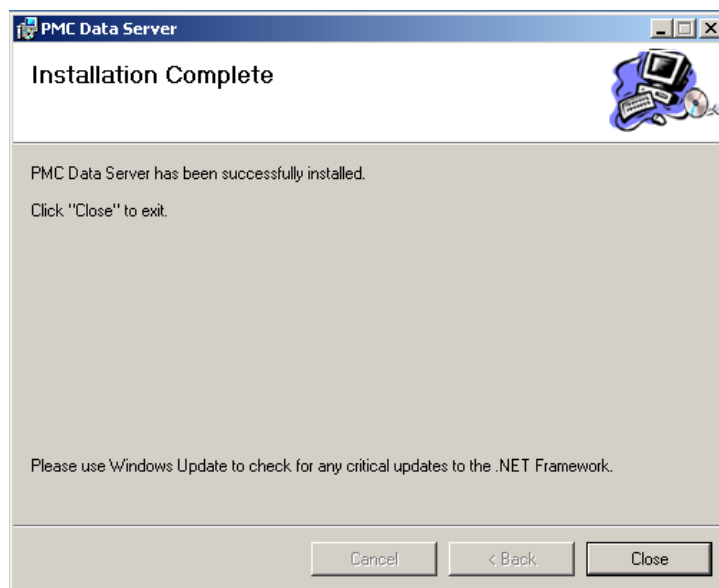 PMC Data Server
Installation Complete
PMC Data Server has been successfully installed.
Click "Close" to exit.
Please use Windows Update to check for any critical updates to the .NET Framework.
Cancel
< Back
Close